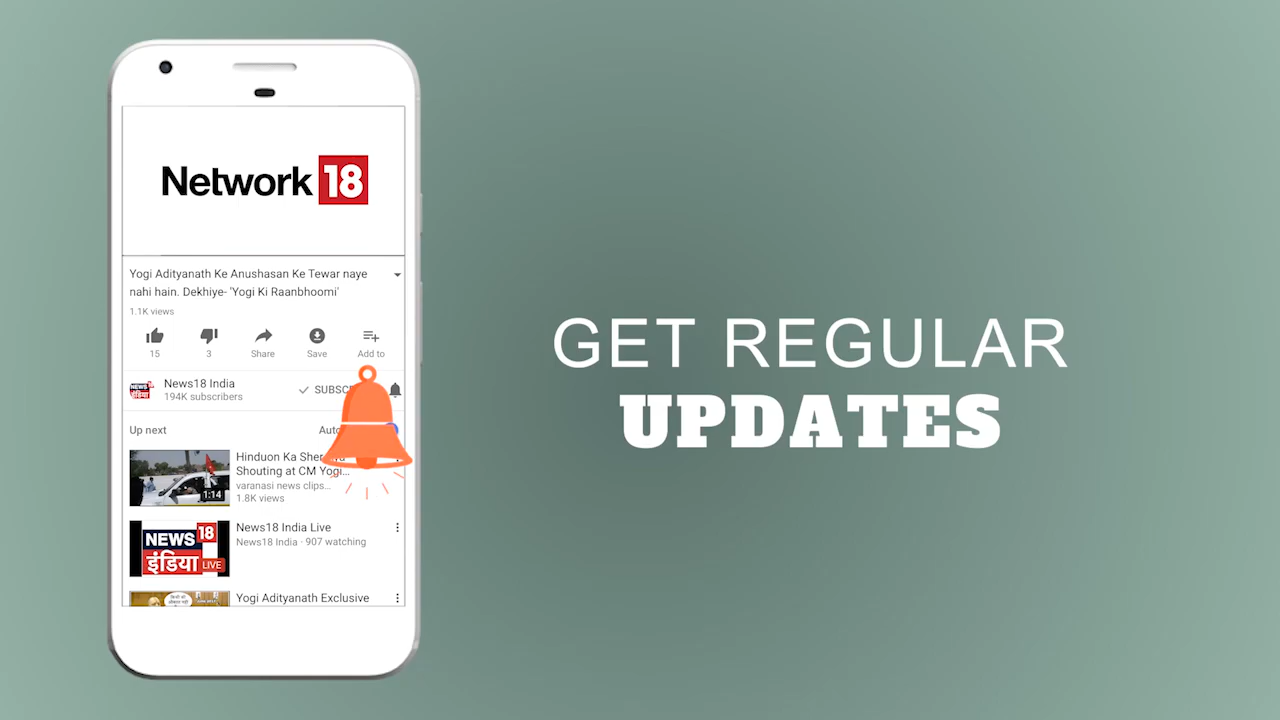 Network 18
Yogi Adityanath Ke Anushasan Ke Tewar naye
nahi hain. Dekhiye- 'Yogi Ki Raanbhoomi'
1.1K views
15
3
Share
Save
Add to
News18 India
194K subscribers
Up next
Hinduon Ka
Shouting at CM Yogi...
varanasi news clips...
1.8K views
1:14
News18 India Live
News18 India · 907 watching
NEWS 18
इंडिया LIVE
Yogi Adityanath Exclusive
GET REGULAR
UPDATES